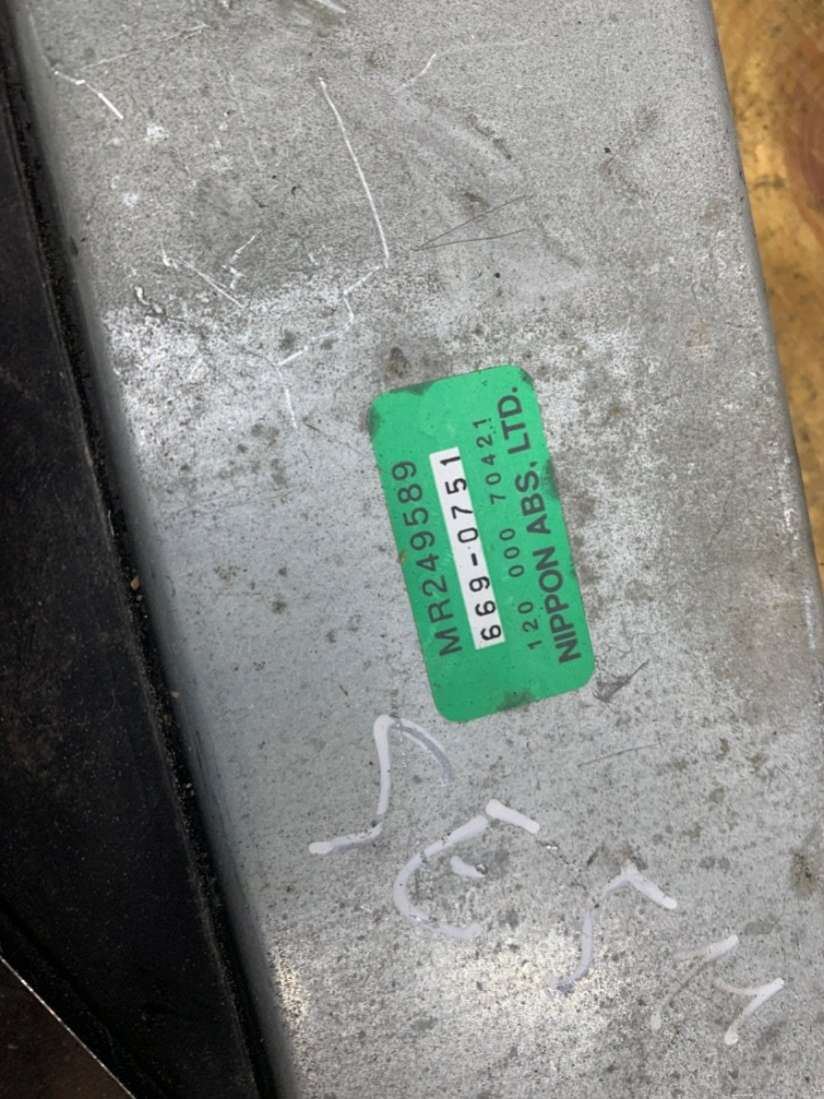 MR249589
669-0751
120 000 70421
NIPPON ABS, LTD.